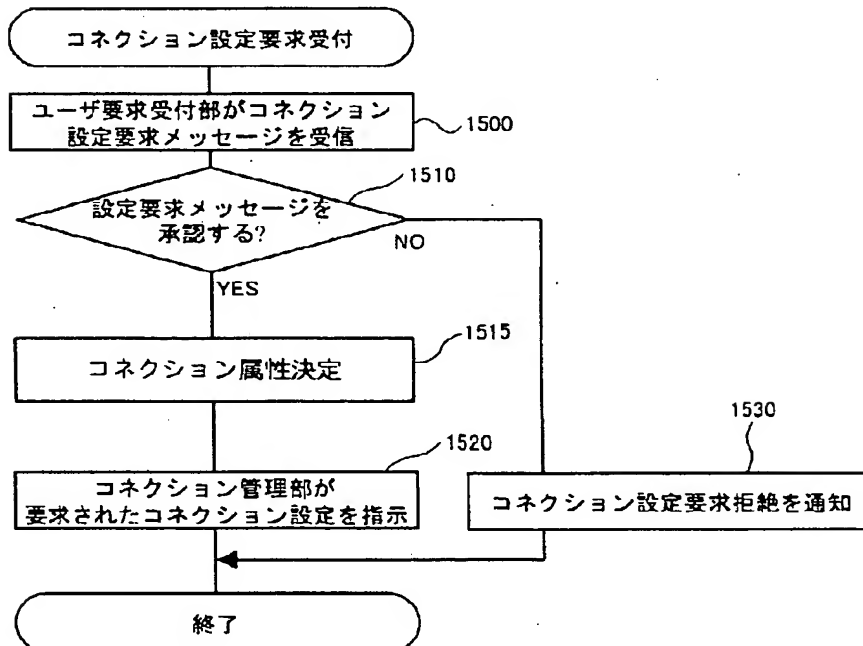 コネクション設定要求受付
ユーザ要求受付部がコネクション
設定要求メッセージを受信
1500
1510
設定要求メッセージを
承認する?
NO
YES
1515
コネクション属性決定
1520
1530
コネクション管理部が
要求されたコネクション設定を指示
コネクション設定要求拒絶を通知
終了